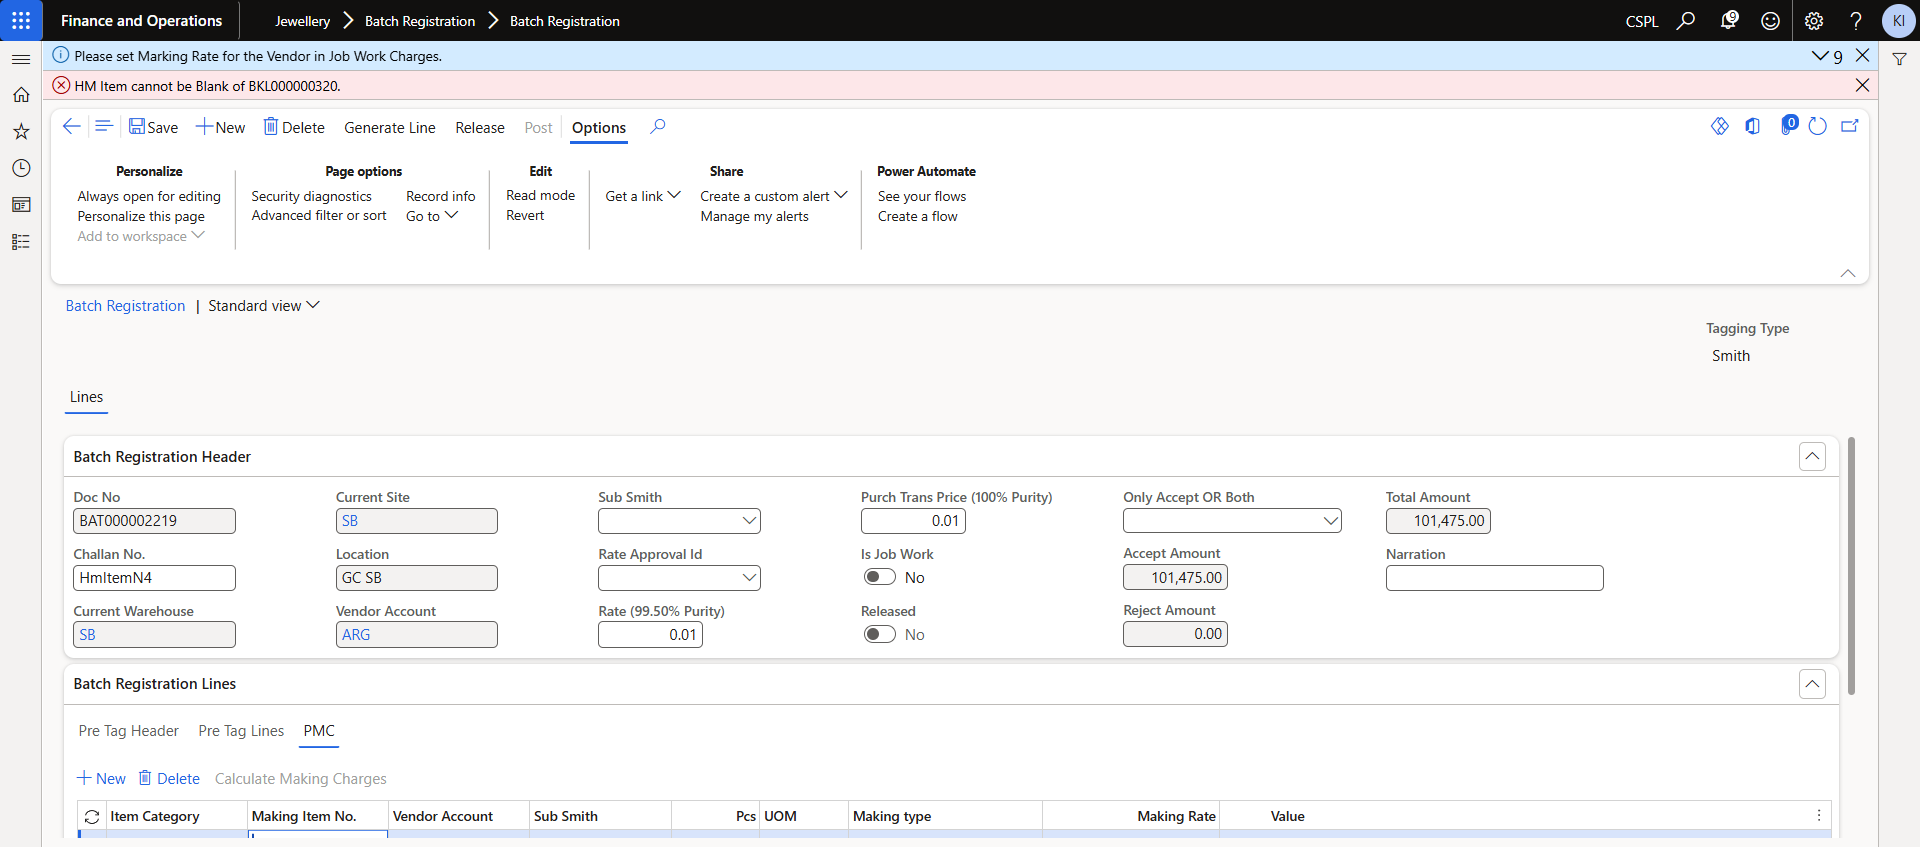 Finance and Operations
Jewellery
Batch Registration
Batch Registration
CSPL
9
?
KI
Please set Marking Rate for the Vendor in Job Work Charges.
9
HM Item cannot be Blank of BKL000000320.
Save
New
Delete
Generate Line
Release
Post
Options
0
Personalize
Always open for editing
Personalize this page
Add to workspace
Page options
Security diagnostics
Advanced filter or sort
Record info
Go to
Edit
Read mode
Revert
Share
Get a link
Create a custom alert
Manage my alerts
Power Automate
See your flows
Create a flow
Batch Registration | Standard view
Tagging Type
Smith
Lines
Batch Registration Header
Doc No
BAT000002219
Challan No.
HmItemN4
Current Warehouse
SB
Current Site
SB
Location
GC SB
Vendor Account
ARG
Sub Smith
Rate Approval Id
Rate (99.50% Purity)
0.01
Purch Trans Price (100% Purity)
0.01
Is Job Work
No
Released
No
Only Accept OR Both
Accept Amount
101,475.00
Reject Amount
0.00
Total Amount
101,475.00
Narration
Batch Registration Lines
Pre Tag Header
Pre Tag Lines
PMC
New
Delete
Calculate Making Charges
Item Category
Making Item No.
Vendor Account
Sub Smith
Pcs
UOM
Making type
Making Rate
Value